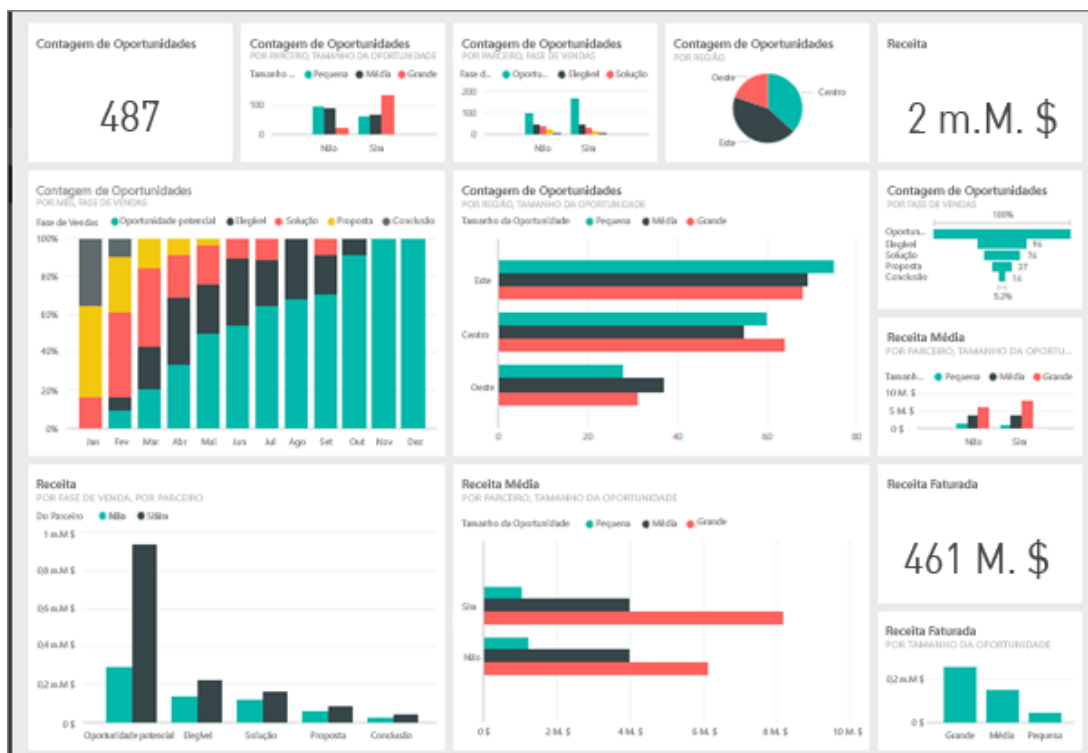 Contagem de Oportunidades
487
Contagem de Oportunidades
POR PARCEIRO, TAMANHO DA OPORTUNIDADE
Tamanho ... Pequena Média Grande
100
0
Não Sim
Contagem de Oportunidades
POR PARCEIRO, FASE DE VENDAS
Fase d... Oportu... Elegível Solução
200
100
0
Não Sim
Contagem de Oportunidades
POR REGIÃO
Oeste
Centro
Este
Receita
2 m.M. $
Contagem de Oportunidades
POR MÊS, FASE DE VENDAS
Fase de Vendas Oportunidade potencial Elegível Solução Proposta Conclusão
100%
80%
60%
40%
20%
0%
Jan Fev Mar Abr Mai Jun Jul Ago Set Out Nov Dez
Contagem de Oportunidades
POR REGIÃO, TAMANHO DA OPORTUNIDADE
Tamanho da Oportunidade Pequena Média Grande
Este
Centro
Oeste
0 20 40 60 80
Contagem de Oportunidades
POR FASE DE VENDAS
100%
Oportun...
Elegível 94
Solução 76
Proposta 37
Conclusão 14
5,2%
Receita Média
POR PARCEIRO, TAMANHO DA OPORTU...
Tamanh... Pequena Média Grande
10 M. $
5 M. $
0 $
Não Sim
Receita
POR FASE DE VENDA, POR PARCEIRO
Do Parceiro Não
1 m.M $
0,8 m.M $
0,6 m.M $
0,4 m.M $
0,2 m.M $
0 $
Oportunidade potencial Elegível Solução Proposta Conclusão
Receita Média
POR PARCEIRO, TAMANHO DA OPORTUNIDADE
Tamanho da Oportunidade Pequena Média Grande
Sim
Não
0 $ 2 M. $ 4 M. $ 6 M. $ 8 M. $ 10 M. $
Receita Faturada
461 M. $
Receita Faturada
POR TAMANHO DA OPORTUNIDADE
0,2 m.M $
0 $
Grande Média Pequena